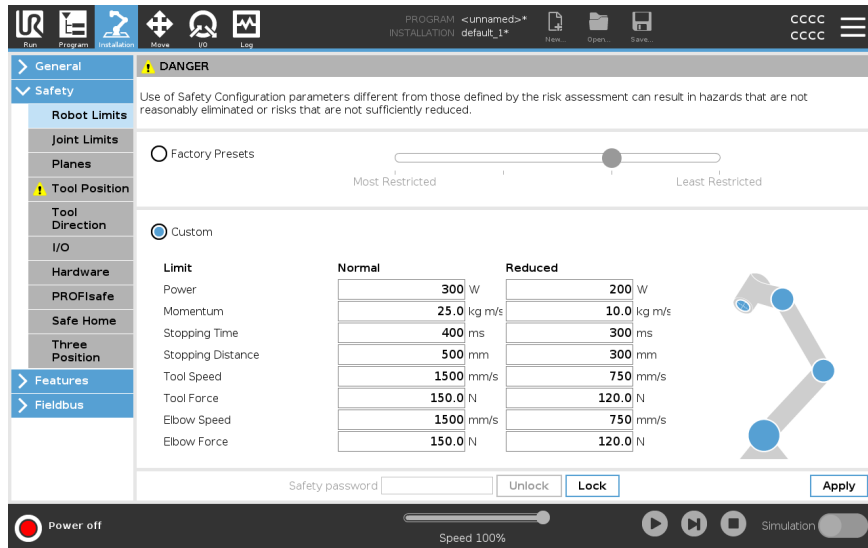 PROGRAM <unnamed>*
INSTALLATION default_1*
Run Program Installation Move I/O Log New... Open... Save...
CCCC
CCCC
General
Safety
Robot Limits
Joint Limits
Planes
Tool Position
Tool
Direction
I/O
Hardware
PROFIsafe
Safe Home
Three
Position
Features
Fieldbus
DANGER
Use of Safety Configuration parameters different from those defined by the risk assessment can result in hazards that are not
reasonably eliminated or risks that are not sufficiently reduced.
Factory Presets
Most Restricted Least Restricted
Custom
Limit Normal Reduced
Power 300 W 200 W
Momentum 25.0 kg m/s 10.0 kg m/s
Stopping Time 400 ms 300 ms
Stopping Distance 500 mm 300 mm
Tool Speed 1500 mm/s 750 mm/s
Tool Force 150.0 N 120.0 N
Elbow Speed 1500 mm/s 750 mm/s
Elbow Force 150.0 N 120.0 N
Safety password Unlock Lock Apply
Power off Speed 100% Simulation